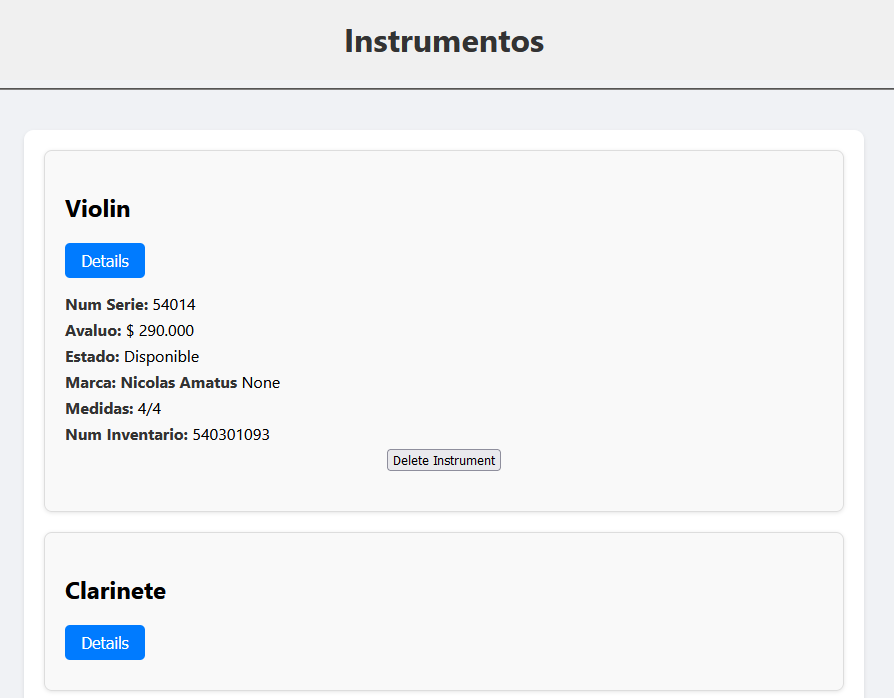 Instrumentos
Violin
Details
Num Serie: 54014
Avaluo: $ 290.000
Estado: Disponible
Marca: Nicolas Amatus None
Medidas: 4/4
Num Inventario: 540301093
Delete Instrument
Clarinete
Details